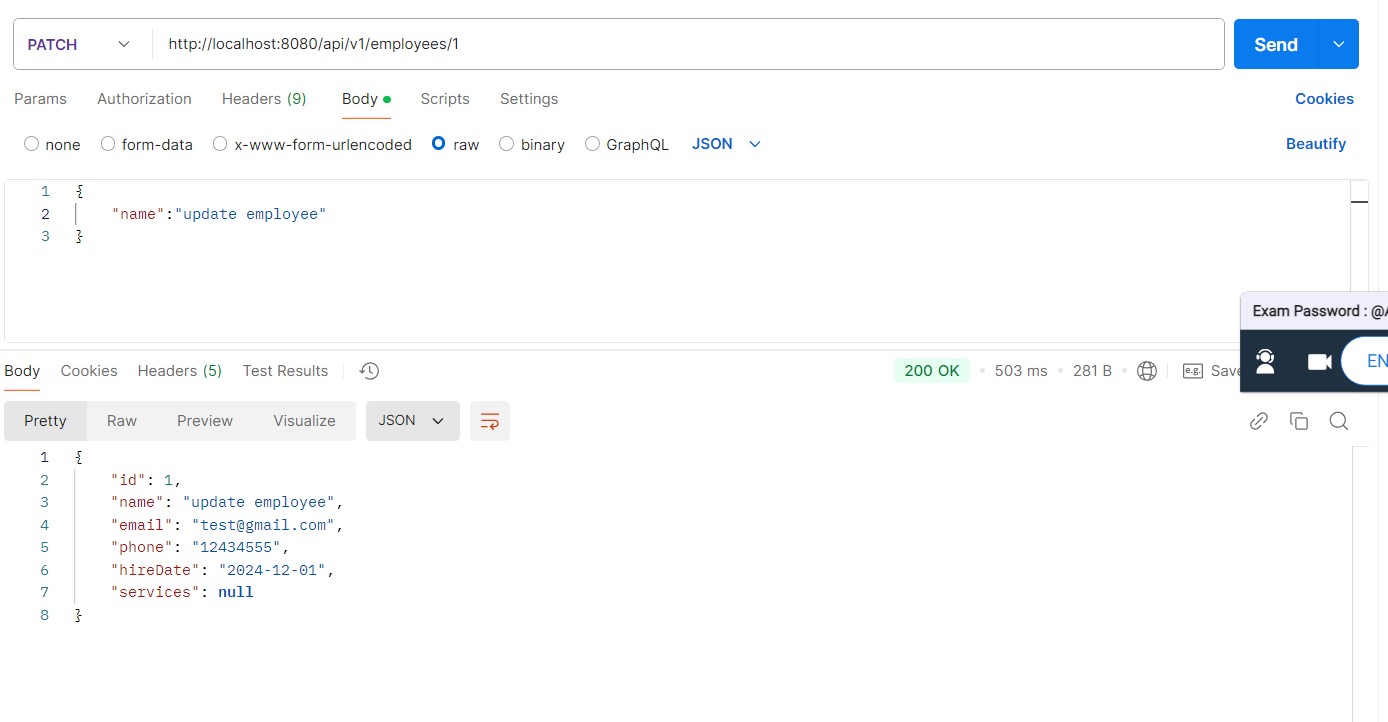 PATCH http://localhost:8080/api/v1/employees/1 Send
Params Authorization Headers (9) Body Scripts Settings Cookies
none form-data x-www-form-urlencoded raw binary GraphQL JSON Beautify
1 {
2 "name":"update employee"
3 }
Exam Password : @
Body Cookies Headers (5) Test Results 200 OK • 503 ms • 281 B • e.g. Save
EN
Pretty Raw Preview Visualize JSON
1 {
2 "id": 1,
3 "name": "update employee",
4 "email": "test@gmail.com",
5 "phone": "12434555",
6 "hireDate": "2024-12-01",
7 "services": null
8 }